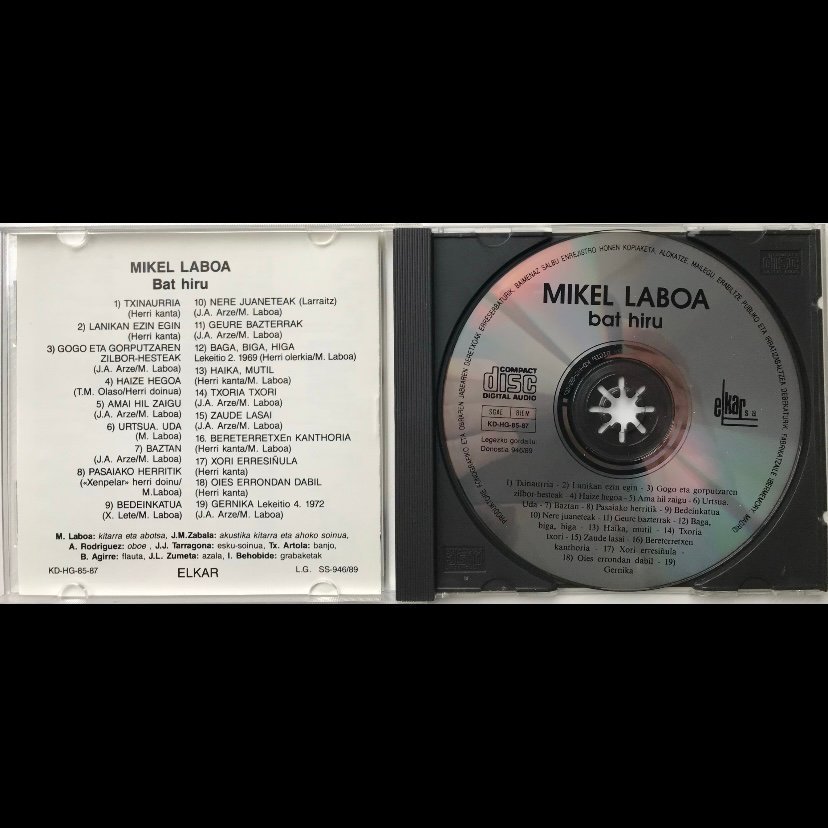 MIKEL LABOA
Bat hiru
1) TXINAURRIA
(Herri kanta)
2) LANIKAN EZIN EGIN
(Herri kanta)
3) GOGO ETA GORPUTZAREN
ZILBOR-HESTEAK
(J.A. Arze/M. Laboa)
4) HAIZE HEGOA
(T.M. Olaso/Herri doinua)
5) AMAI HIL ZAIGU
(J.A. Arze/M. Laboa)
6) URTSUA. UDA
(M. Laboa)
7) BAZTAN
(J.A. Arze/M. Laboa)
8) PASAIAKO HERRITIK
(«Xenpelar» herri doinu/
M.Laboa)
9) BEDEINKATUA
(X. Lete/M. Laboa)
10) NERE JUANETEAK (Larraitz)
(J.A. Arze/M. Laboa)
11) GEURE BAZTERRAK
(J.A. Arze/M. Laboa)
12) BAGA, BIGA, HIGA
Lekeitio 2. 1969 (Herri olerkia/M. Laboa)
13) HAIKA, MUTIL
(Herri kanta/M. Laboa)
14) TXORIA TXORI
(J.A. Arze/M. Laboa)
15) ZAUDE LASAI
(J.A. Arze/M. Laboa)
16. BERETERRETXEn KANTHORIA
(Herri kanta/M. Laboa)
17) XORI ERRESIÑULA
(Herri kanta)
18) OIES ERRONDAN DABIL
(Herri kanta)
19) GERNIKA Lekeitio 4. 1972
(J.A. Arze/M. Laboa)
M. Laboa: kitarra eta abotsa, J.M.Zabala: akustika kitarra eta ahoko soinua,
A. Rodriguez: oboe , J.J. Tarragona: esku-soinua, Tx. Artola: banjo,
B. Agirre: flauta, J.L. Zumeta: azala, I. Behobide: grabaketak
KD-HG-85-87 ELKAR L.G. SS-946/89
MIKEL LABOA
bat hiru
COMPACT
disc
DIGITAL AUDIO
SGAE BIEM
KD-HG-85-87
Legezko gordailu
Donostia 946/89
elkar s a
1) Txinaurria - 2) Lanikan ezin egin - 3) Gogo eta gorputzaren
zilbor-hesteak - 4) Haize hegoa - 5) Ama hil zaigu - 6) Urtsua.
Uda - 7) Baztan - 8) Pasaiako herritik - 9) Bedeinkatua
10) Nere juaneteak - 11) Geure bazterrak - 12) Baga,
biga, higa - 13) Haika, mutil - 14) Txoria
txori - 15) Zaude lasai - 16) Bereterretxen
kanthoria - 17) Xori erresiñula -
18) Oies errondan dabil - 19)
Gernika